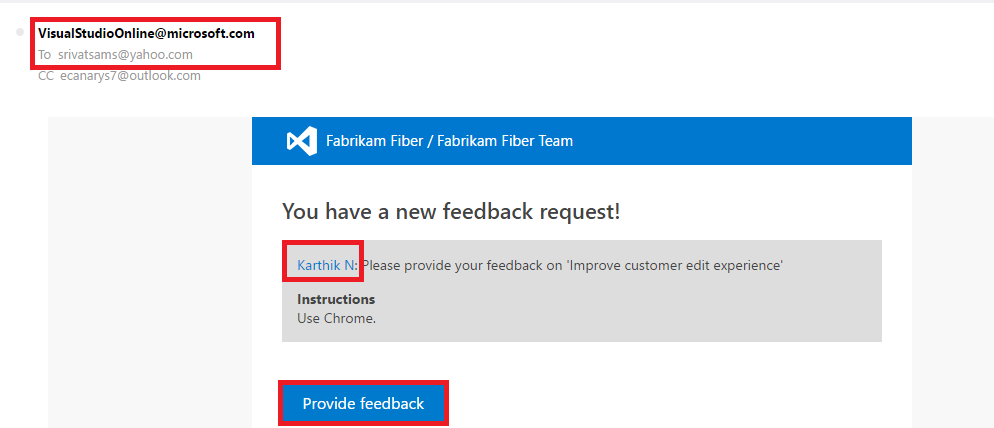 VisualStudioOnline@microsoft.com
To srivatsams@yahoo.com
CC ecanarys7@outlook.com
Fabrikam Fiber / Fabrikam Fiber Team
You have a new feedback request!
Karthik N: Please provide your feedback on 'Improve customer edit experience'
Instructions
Use Chrome.
Provide feedback